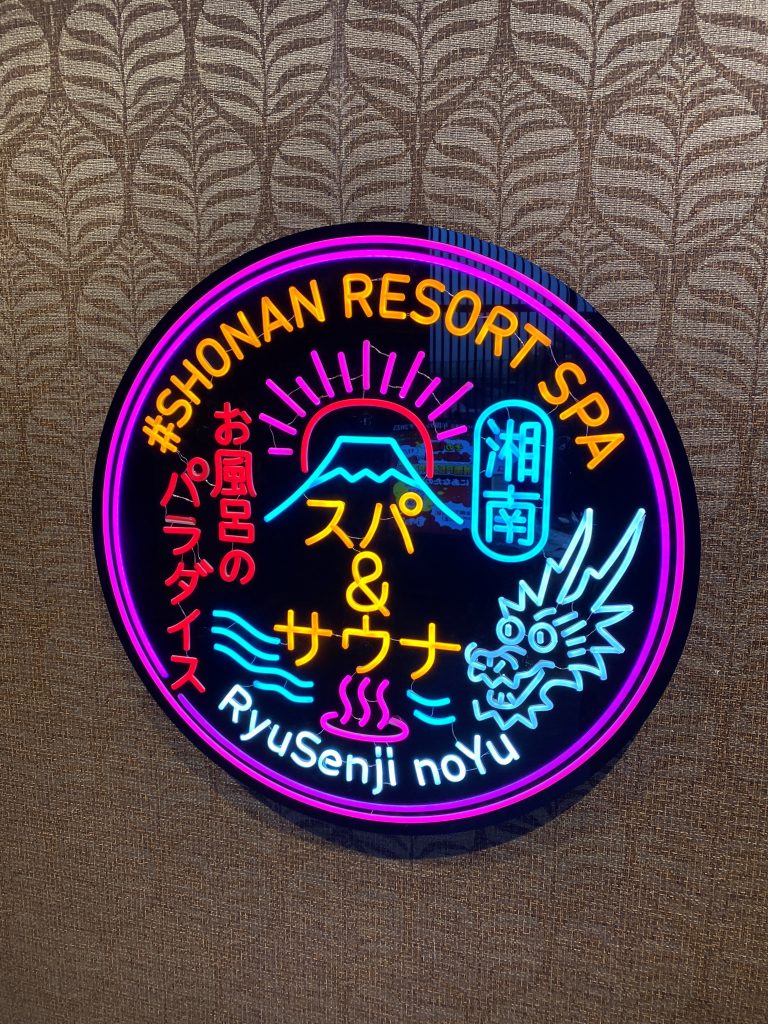 #SHONAN RESORT SPA
湘南
お風呂の
パラダイス
スパ
&
サウナ
RyuSenji noYu